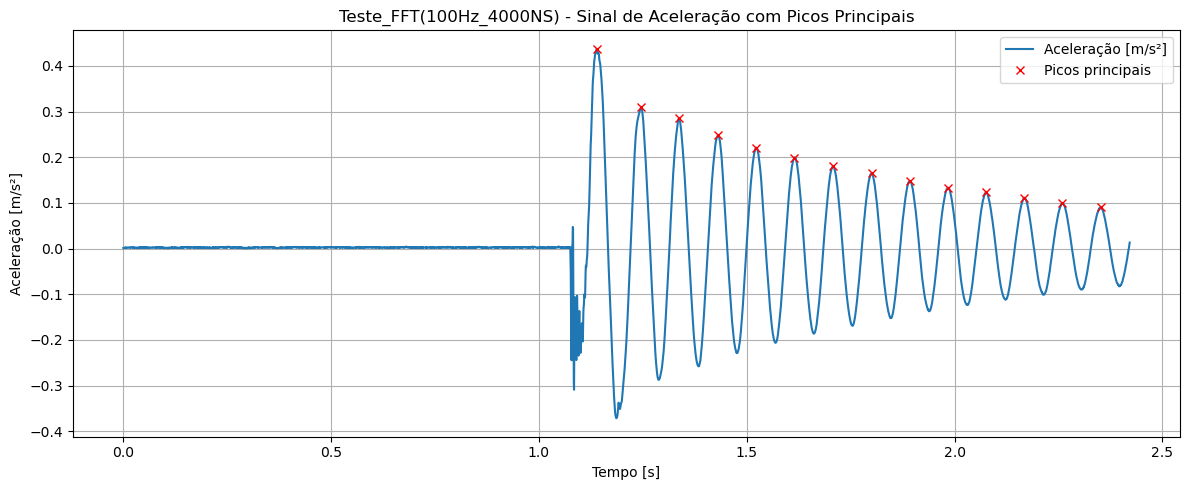 Teste_FFT(100Hz_4000NS) - Sinal de Aceleração com Picos Principais
Aceleração [m/s²]
Picos principais
Aceleração [m/s²]
0.4
0.3
0.2
0.1
0.0
−0.1
−0.2
−0.3
−0.4
0.0 0.5 1.0 1.5 2.0 2.5
Tempo [s]